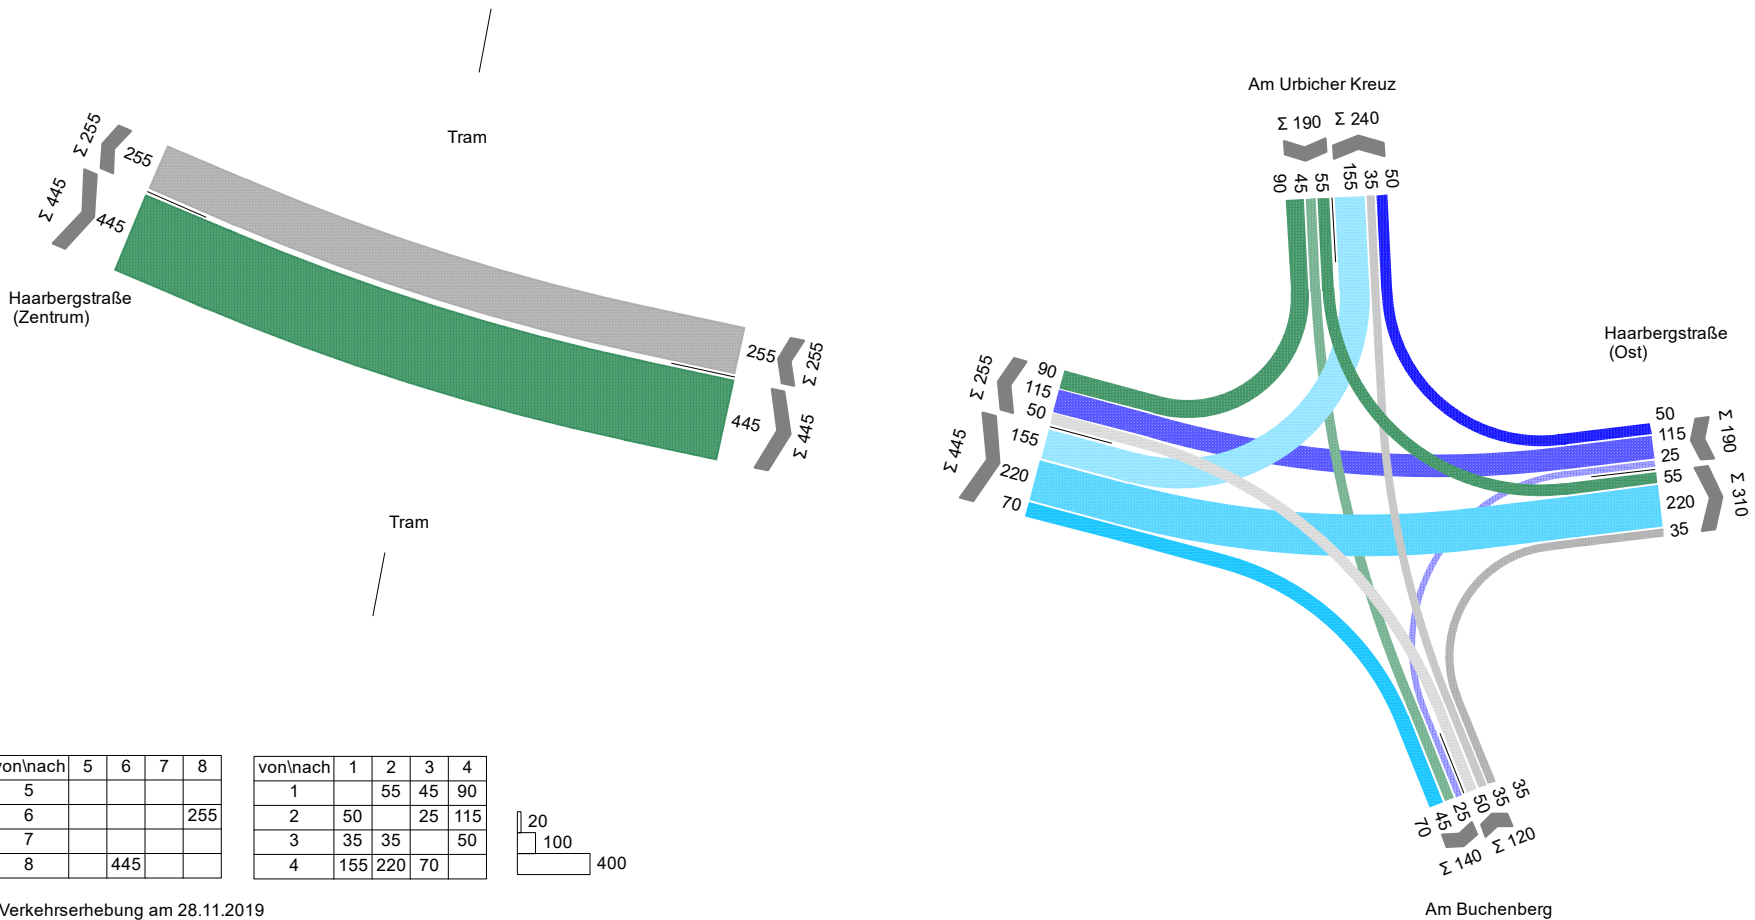 Tram
Σ 255
255
Σ 445
445
Haarbergstraße
(Zentrum)
255
Σ 255
445
Σ 445
Tram
Am Urbicher Kreuz
Σ 190
Σ 240
90
45
55
155
35
50
Haarbergstraße
(Ost)
Σ 255
90
115
50
Σ 445
155
220
70
50
115
25
Σ 190
55
220
35
Σ 310
70
45
25
50
35
35
Σ 140
Σ 120
Am Buchenberg
von\nach 5 6 7 8
5
6 255
7
8 445
von\nach 1 2 3 4
1 55 45 90
2 50 25 115
3 35 35 50
4 155 220 70
20
100
400
Verkehrserhebung am 28.11.2019